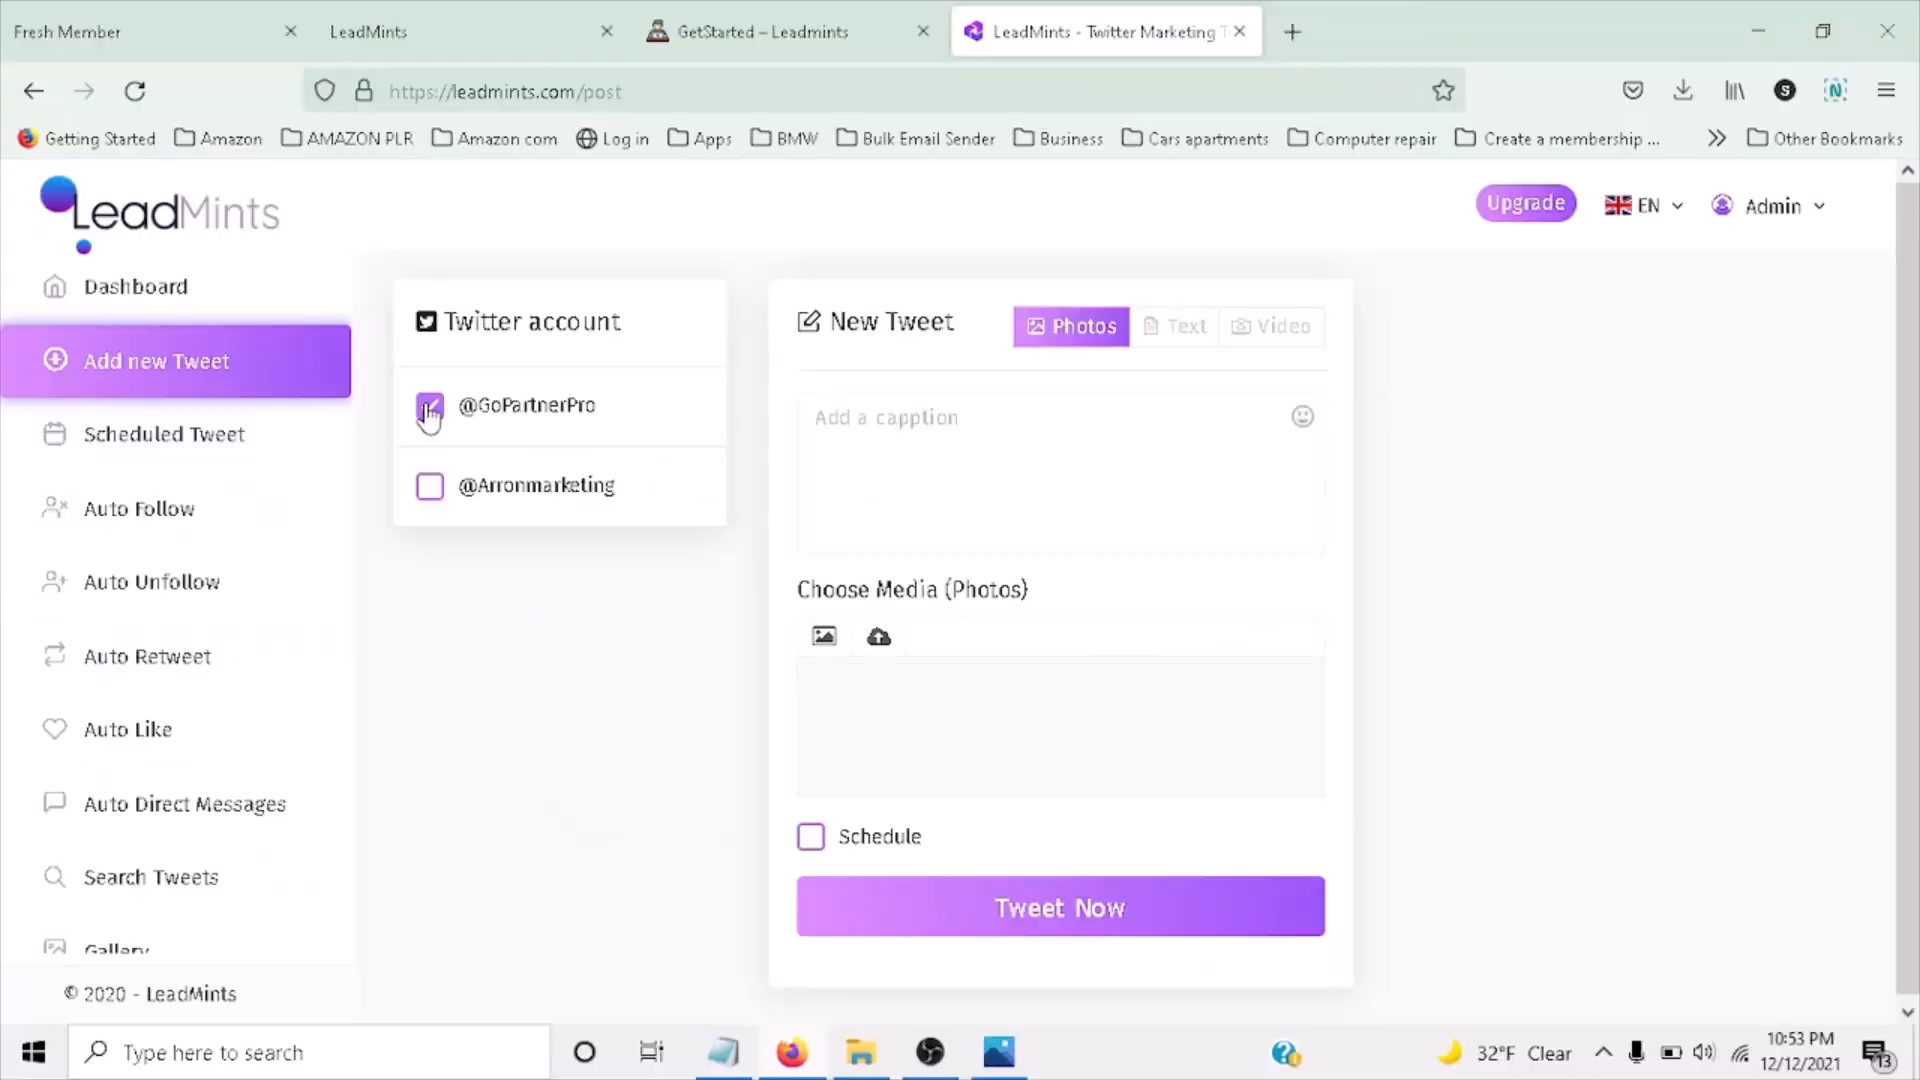 Fresh Member
LeadMints
GetStarted – Leadmints
LeadMints - Twitter Marketing T
https://leadmints.com/post
Getting Started
Amazon
AMAZON PLR
Amazon com
Log in
Apps
BMW
Bulk Email Sender
Business
Cars apartments
Computer repair
Create a membership ...
Other Bookmarks
LeadMints
Upgrade
EN
Admin
Dashboard
Add new Tweet
Scheduled Tweet
Auto Follow
Auto Unfollow
Auto Retweet
Auto Like
Auto Direct Messages
Search Tweets
Gallery
© 2020 - LeadMints
Twitter account
@GoPartnerPro
@Arronmarketing
New Tweet
Photos
Text
Video
Add a capption
Choose Media (Photos)
Schedule
Tweet Now
Type here to search
32°F Clear
10:53 PM
12/12/2021
13